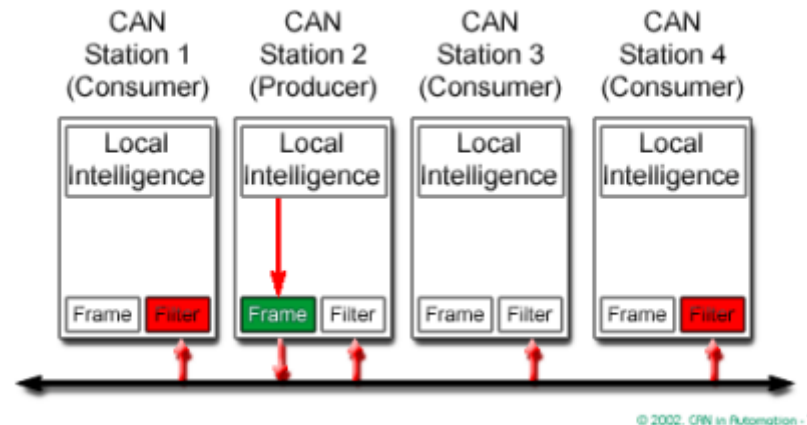 CAN
Station 1
(Consumer)
CAN
Station 2
(Producer)
CAN
Station 3
(Consumer)
CAN
Station 4
(Consumer)
Local
Intelligence
Local
Intelligence
Local
Intelligence
Local
Intelligence
Frame
Filter
Frame
Filter
Frame
Filter
Frame
Filter
© 2002, CAN in Automation -